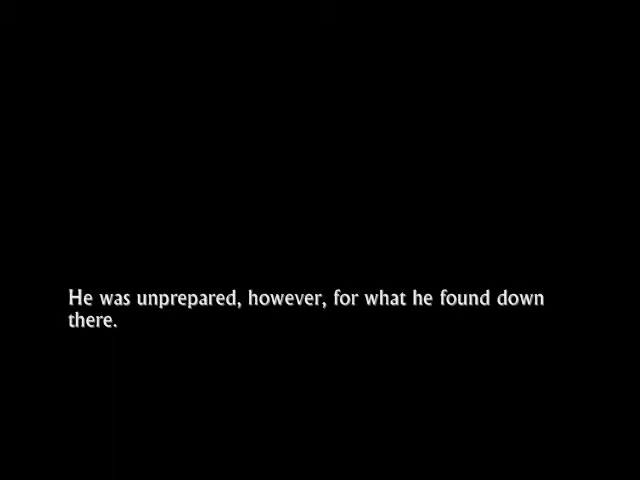 He was unprepared, however, for what he found down
there.